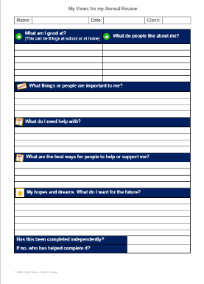 My Views for my Annual Review
Name: Date: Class:
What am I good at?
(This can be things at school or at home)
What do people like about me?
What things or people are important to me?
What do I need help with?
What are the best ways for people to help or support me?
My hopes and dreams. What do I want for the future?
Has this been completed independently?
If no, who has helped complete it?